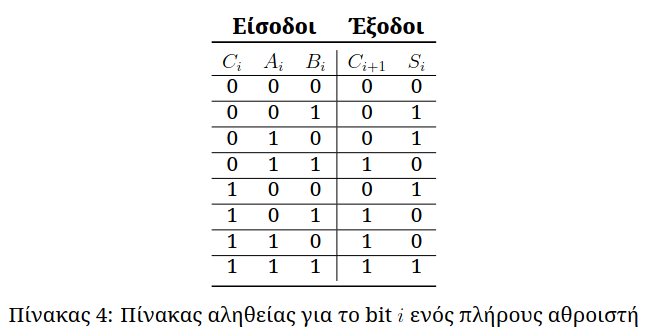 Είσοδοι Έξοδοι
C_i A_i B_i C_{i+1} S_i
0 0 0 0 0
0 0 1 0 1
0 1 0 0 1
0 1 1 1 0
1 0 0 0 1
1 0 1 1 0
1 1 0 1 0
1 1 1 1 1
Πίνακας 4: Πίνακας αληθείας για το bit i ενός πλήρους αθροιστή